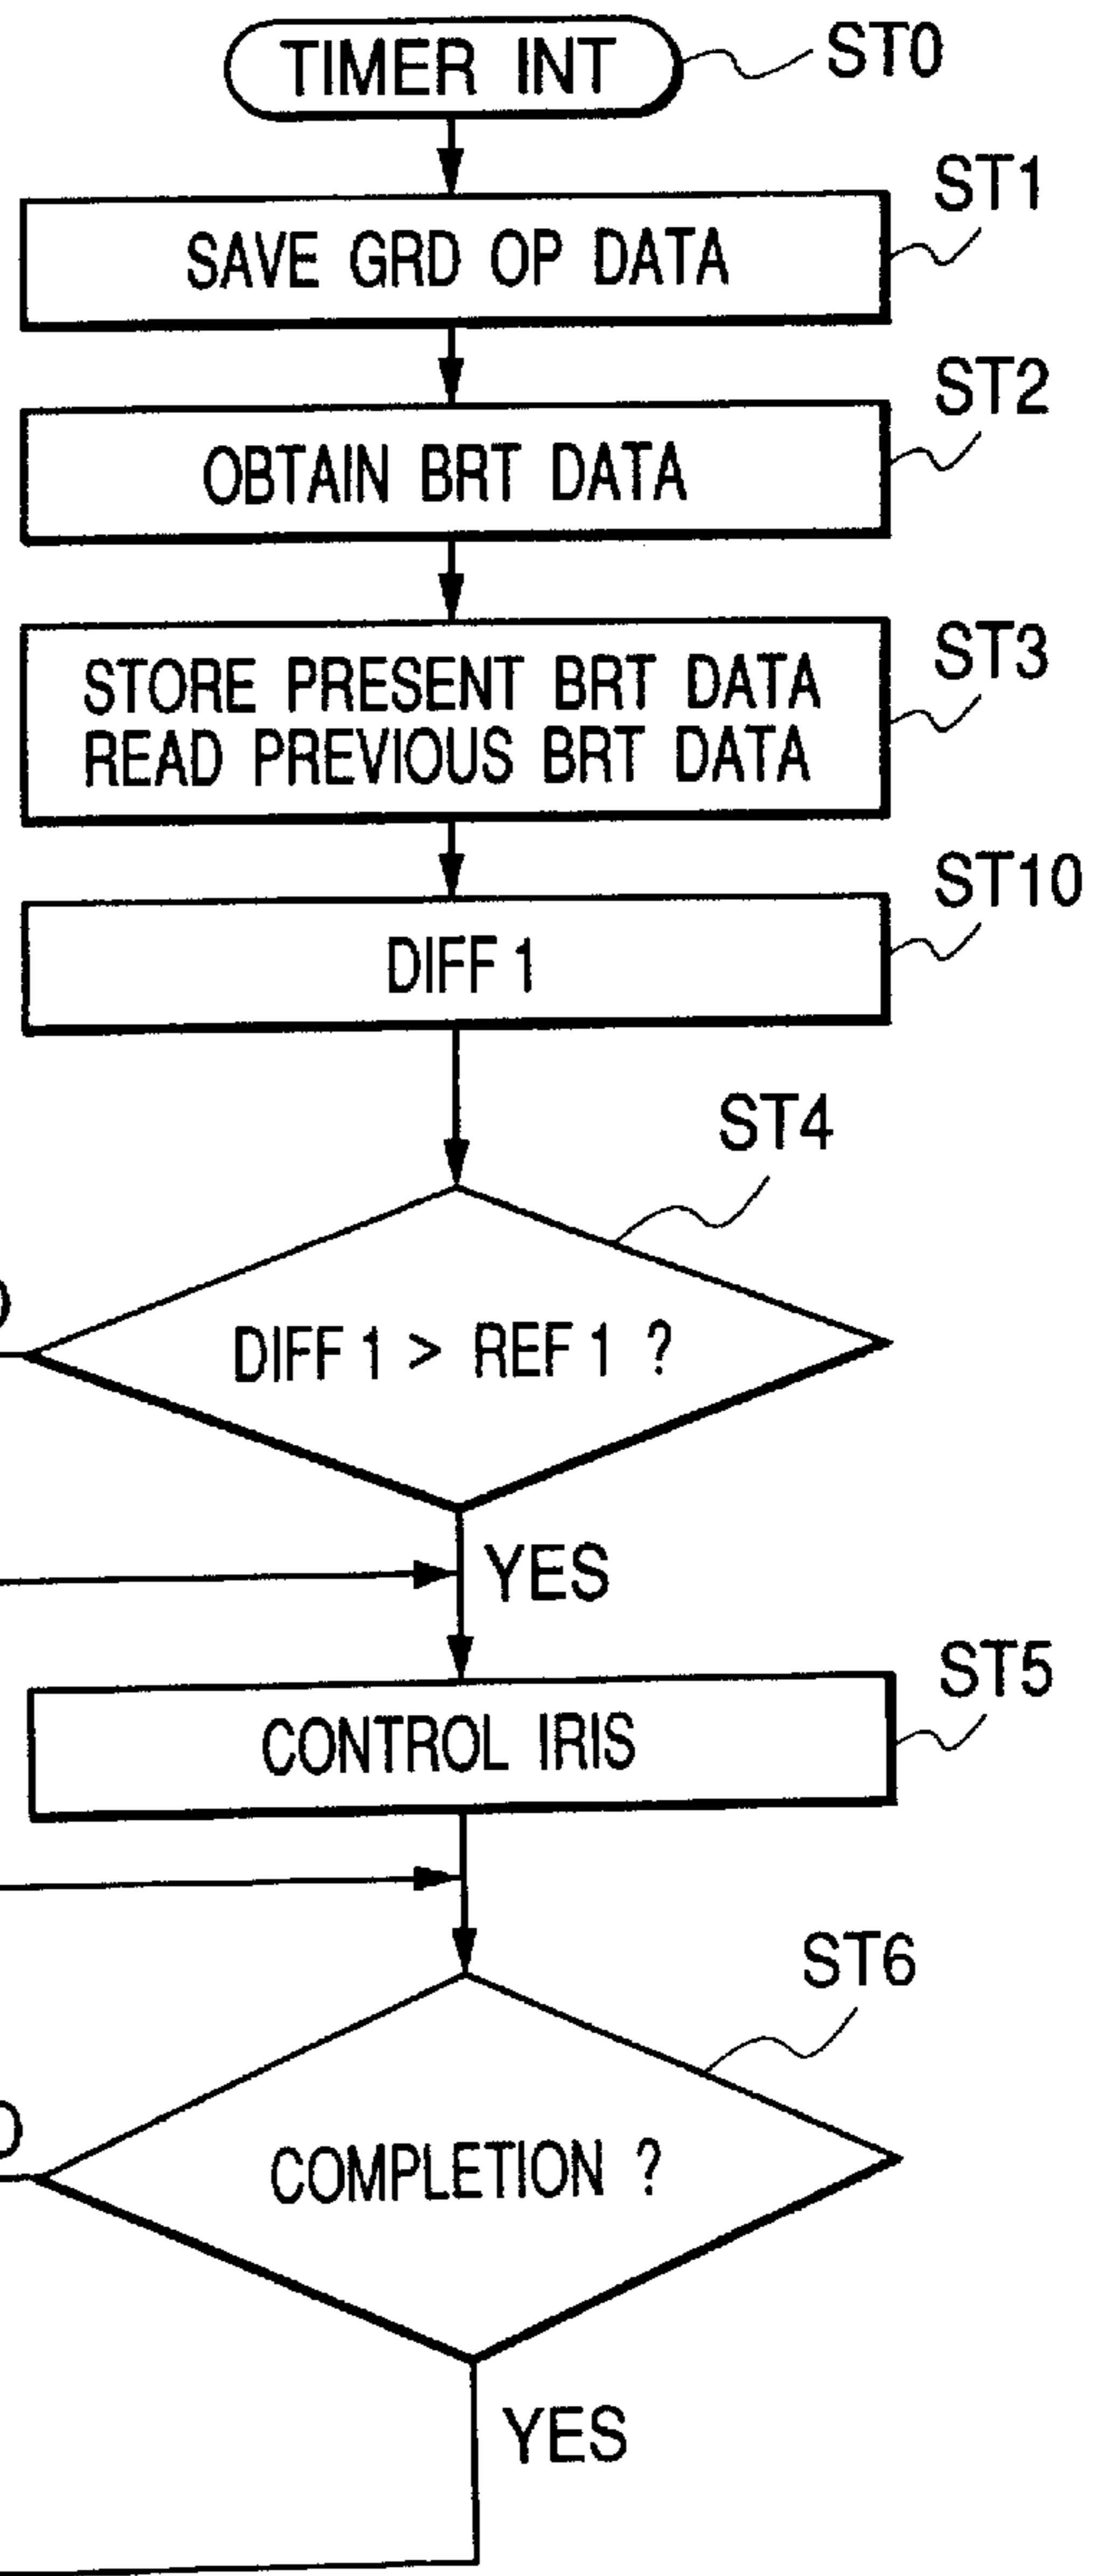 TIMER INT
ST0
ST1
SAVE GRD OP DATA
ST2
OBTAIN BRT DATA
ST3
STORE PRESENT BRT DATA
READ PREVIOUS BRT DATA
ST10
DIFF 1
ST4
DIFF 1 > REF 1 ?
YES
ST5
CONTROL IRIS
ST6
COMPLETION ?
YES